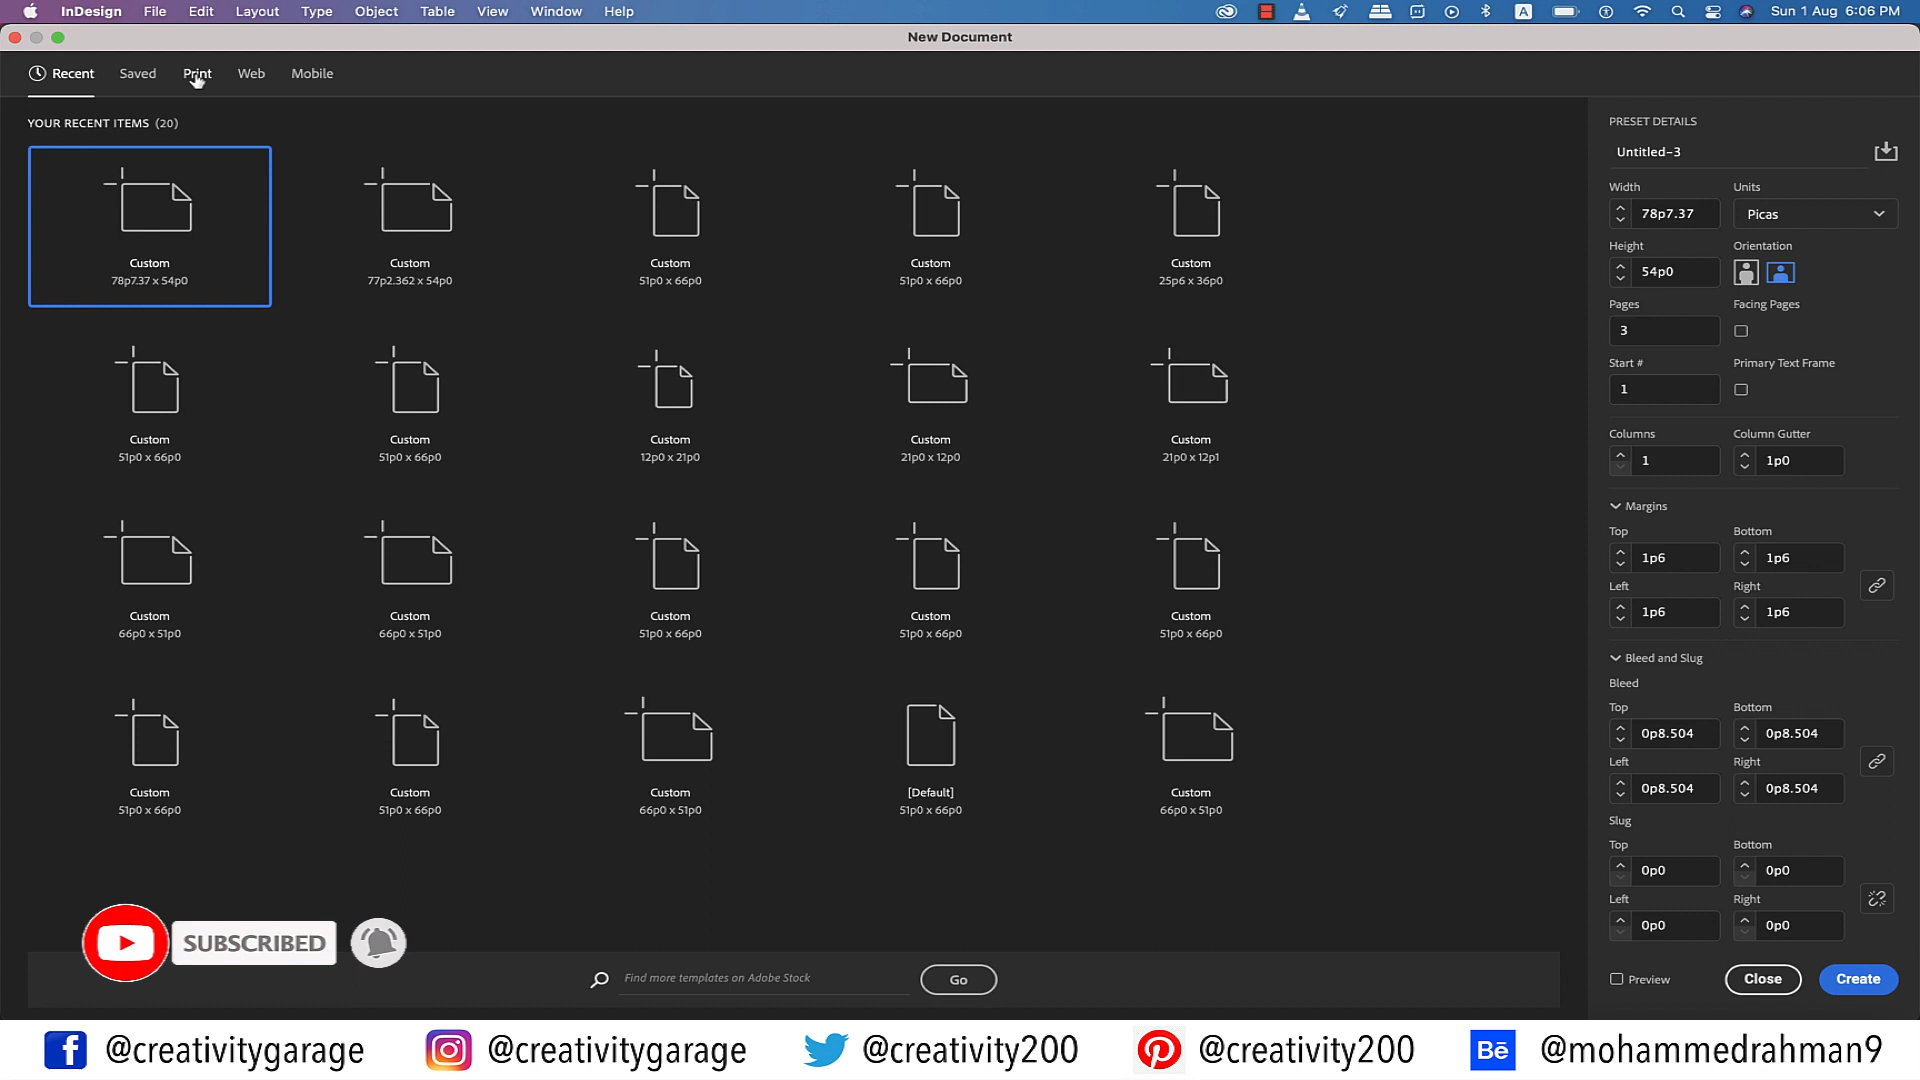 InDesign File Edit Layout Type Object Table View Window Help A Sun 1 Aug 6:06 PM
New Document
Recent Saved Print Web Mobile
YOUR RECENT ITEMS (20)
Custom Custom Custom Custom Custom
78p7.37 x 54p0 77p2.362 x 54p0 51p0 x 66p0 51p0 x 66p0 25p6 x 36p0
Custom Custom Custom Custom Custom
51p0 x 66p0 51p0 x 66p0 12p0 x 21p0 21p0 x 12p0 21p0 x 12p1
Custom Custom Custom Custom Custom
66p0 x 51p0 66p0 x 51p0 51p0 x 66p0 51p0 x 66p0 51p0 x 66p0
Custom Custom Custom [Default] Custom
51p0 x 66p0 51p0 x 66p0 66p0 x 51p0 51p0 x 66p0 66p0 x 51p0
SUBSCRIBED
Find more templates on Adobe Stock Go
PRESET DETAILS
Untitled-3
Width Units
78p7.37 Picas
Height Orientation
54p0
Pages Facing Pages
3
Start # Primary Text Frame
1
Columns Column Gutter
1 1p0
Margins
Top Bottom
1p6 1p6
Left Right
1p6 1p6
Bleed and Slug
Bleed
Top Bottom
0p8.504 0p8.504
Left Right
0p8.504 0p8.504
Slug
Top Bottom
0p0 0p0
Left Right
0p0 0p0
Preview Close Create
f @creativitygarage @creativitygarage @creativity200 @creativity200 Bē @mohammedrahman9